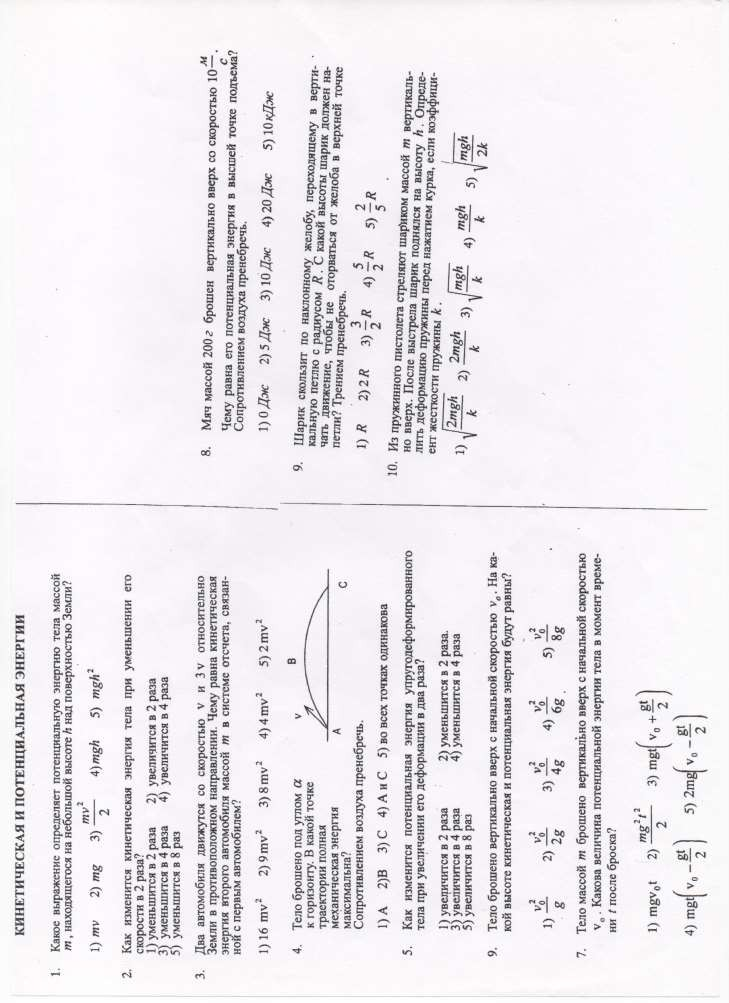 КИНЕТИЧЕСКАЯ И ПОТЕНЦИАЛЬНАЯ ЭНЕРГИИ
1. Какое выражение определяет потенциальную энергию тела массой
m, находящегося на небольшой высоте h над поверхностью Земли?
1) mv 2) mg 3) mv²/2 4) mgh 5) mgh²
2. Как изменится кинетическая энергия тела при уменьшении его
скорости в 2 раза?
1) уменьшится в 2 раза 2) увеличится в 2 раза
3) уменьшится в 4 раза 4) увеличится в 4 раза
5) уменьшится в 8 раз
3. Два автомобиля движутся со скоростью v и 3v относительно
Земли в противоположном направлении. Чему равна кинетическая
энергия второго автомобиля массой m в системе отсчета, связан-
ной с первым автомобилем?
1) 16 mv² 2) 9 mv² 3) 8 mv² 4) 4 mv² 5) 2 mv²
4. Тело брошено под углом α
к горизонту. В какой точке
траектории полная
механическая энергия
максимальна?
Сопротивлением воздуха пренебречь.
v
A
B
C
1) A 2) B 3) C 4) A и C 5) во всех точках одинакова
5. Как изменится потенциальная энергия упругодеформированного
тела при увеличении его деформации в два раза?
1) увеличится в 2 раза 2) уменьшится в 2 раза.
3) увеличится в 4 раза 4) уменьшится в 4 раза
5) увеличится в 8 раз
9. Тело брошено вертикально вверх с начальной скоростью v₀. На ка-
кой высоте кинетическая и потенциальная энергия будут равны?
1) v₀²/g 2) v₀²/2g 3) v₀²/4g 4) v₀²/6g 5) v₀²/8g
7. Тело массой m брошено вертикально вверх с начальной скоростью
v₀. Какова величина потенциальной энергии тела в момент време-
ни t после броска?
1) mgv₀t 2) mg²t²/2 3) mgt(v₀ + gt/2)
4) mgt(v₀ − gt/2) 5) 2mg(v₀ − gt/2)
8. Мяч массой 200 г брошен вертикально вверх со скоростью 10 м/с.
Чему равна его потенциальная энергия в высшей точке подъема?
Сопротивлением воздуха пренебречь.
1) 0 Дж 2) 5 Дж 3) 10 Дж 4) 20 Дж 5) 10 кДж
9. Шарик скользит по наклонному желобу, переходящему в верти-
кальную петлю с радиусом R. С какой высоты шарик должен на-
чать движение, чтобы не оторваться от желоба в верхней точке
петли? Трением пренебречь.
1) R 2) 2R 3) 3/2 R 4) 5/2 R 5) 2/5 R
10. Из пружинного пистолета стреляют шариком массой m вертикаль-
но вверх. После выстрела шарик поднялся на высоту h. Опреде-
лить деформацию пружины перед нажатием курка, если коэффици-
ент жесткости пружины k.
1) √(2mgh/k) 2) 2mgh/k 3) √(mgh/k) 4) mgh/k 5) √(mgh/2k)